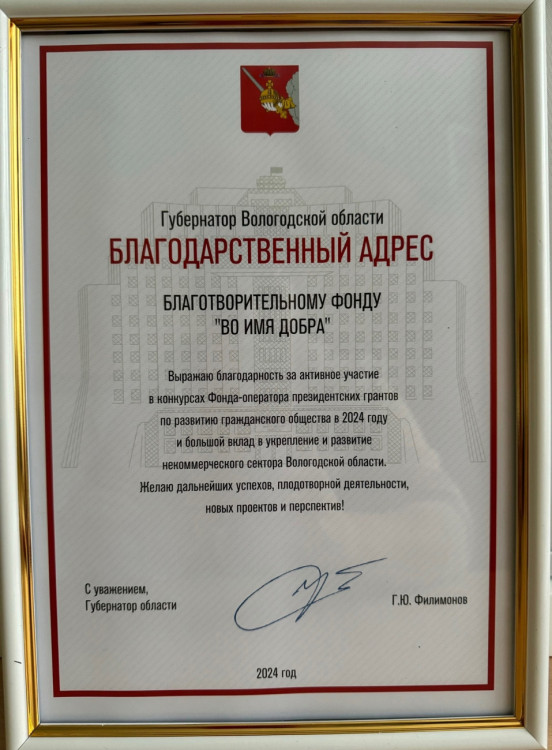 Губернатор Вологодской области
БЛАГОДАРСТВЕННЫЙ АДРЕС
БЛАГОТВОРИТЕЛЬНОМУ ФОНДУ
"ВО ИМЯ ДОБРА"
Выражаю благодарность за активное участие
в конкурсах Фонда-оператора президентских грантов
по развитию гражданского общества в 2024 году
и большой вклад в укрепление и развитие
некоммерческого сектора Вологодской области.
Желаю дальнейших успехов, плодотворной деятельности,
новых проектов и перспектив!
С уважением,
Губернатор области
Г.Ю. Филимонов
2024 год